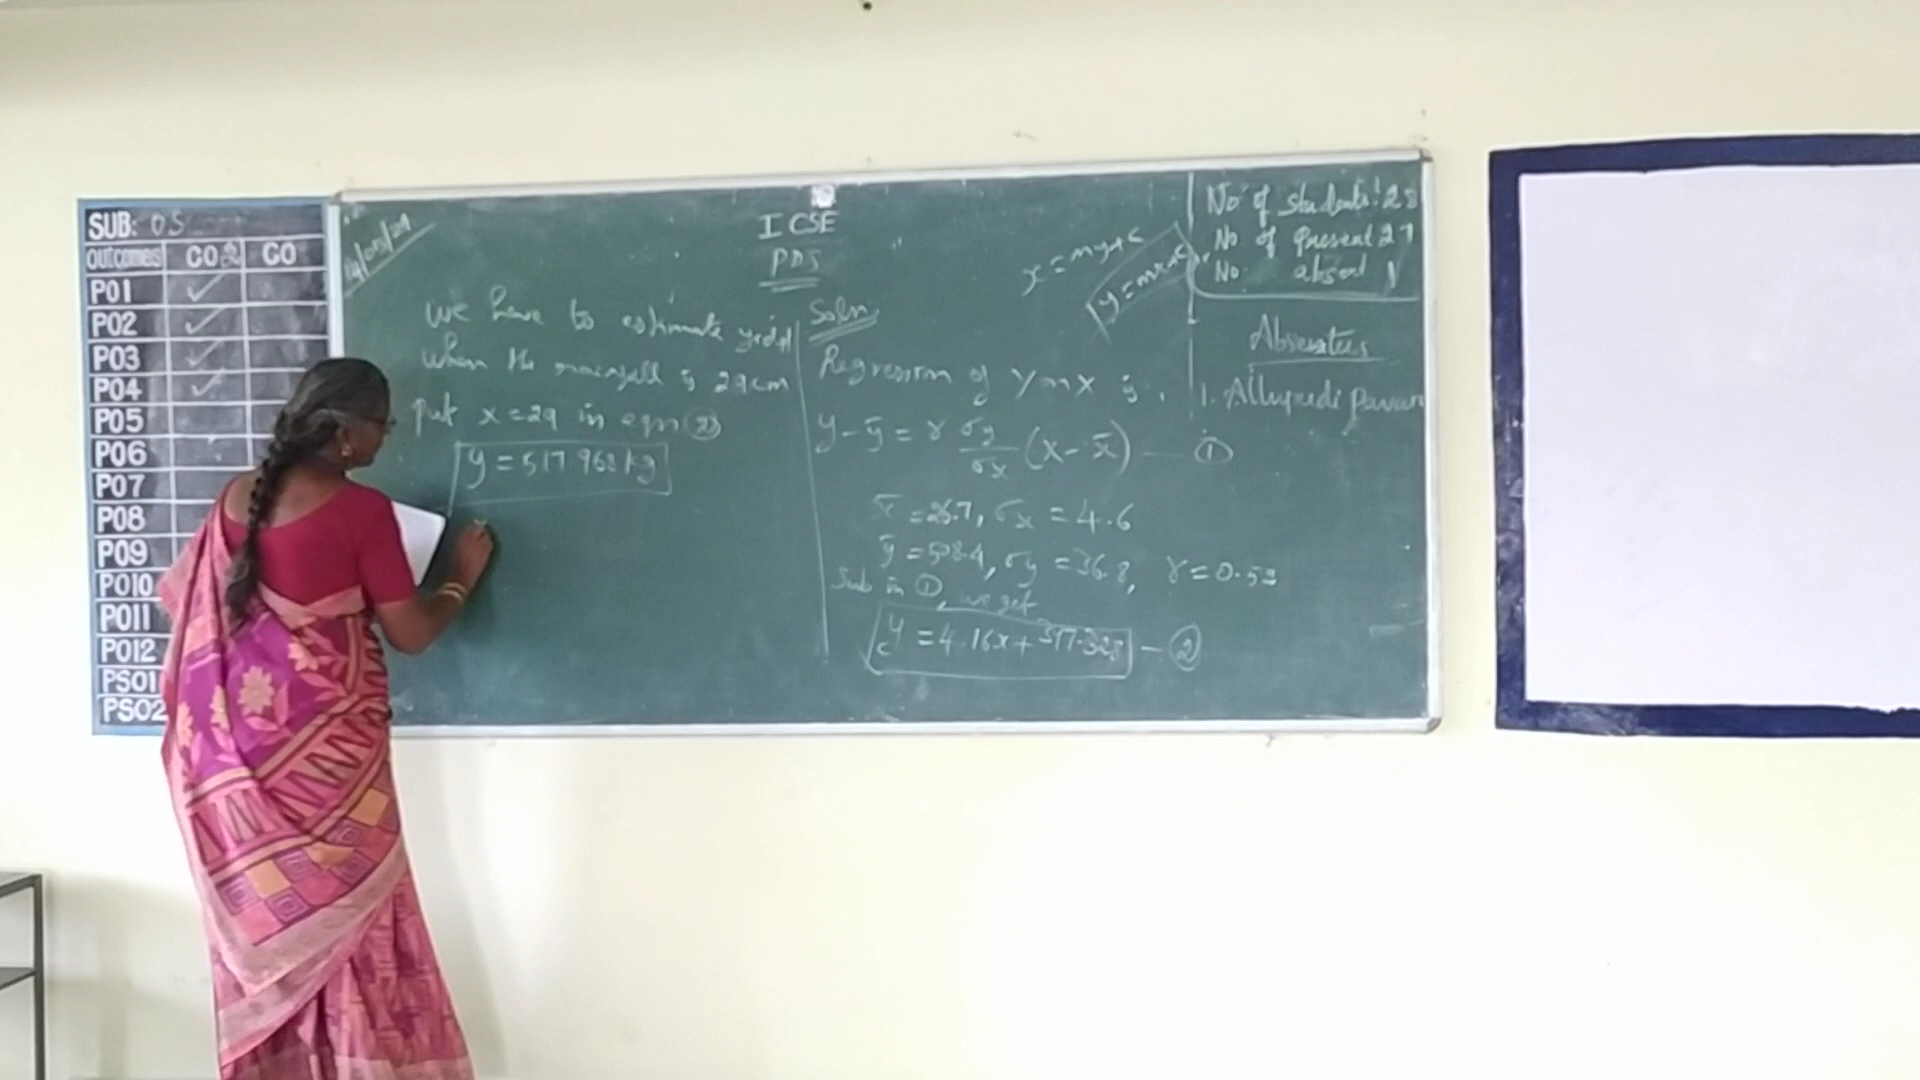 SUB: OS
Outcomes CO2 CO
PO1 ✓
PO2 ✓
PO3 ✓
PO4 ✓
PO5
PO6
PO7
PO8
PO9
PO10
PO11
PO12
PSO1
PSO2
I CSE
PDS
we have to estimate yield
when the rainfall is 29cm
put x = 29 in eqn (2)
y = 517.968 kg
Soln
x = my + c
y = mx + c
Regression of Y on X is
y - ȳ = r σy/σx (x - x̄) — (1)
x̄ = 26.7, σx = 4.6
ȳ = 508.4, σy = 36.8, r = 0.52
Sub in (1), we get
y = 4.16x + 397.328 — (2)
No of students: 28
No of present 27
No. absent 1
Absentees
1. Allupadi